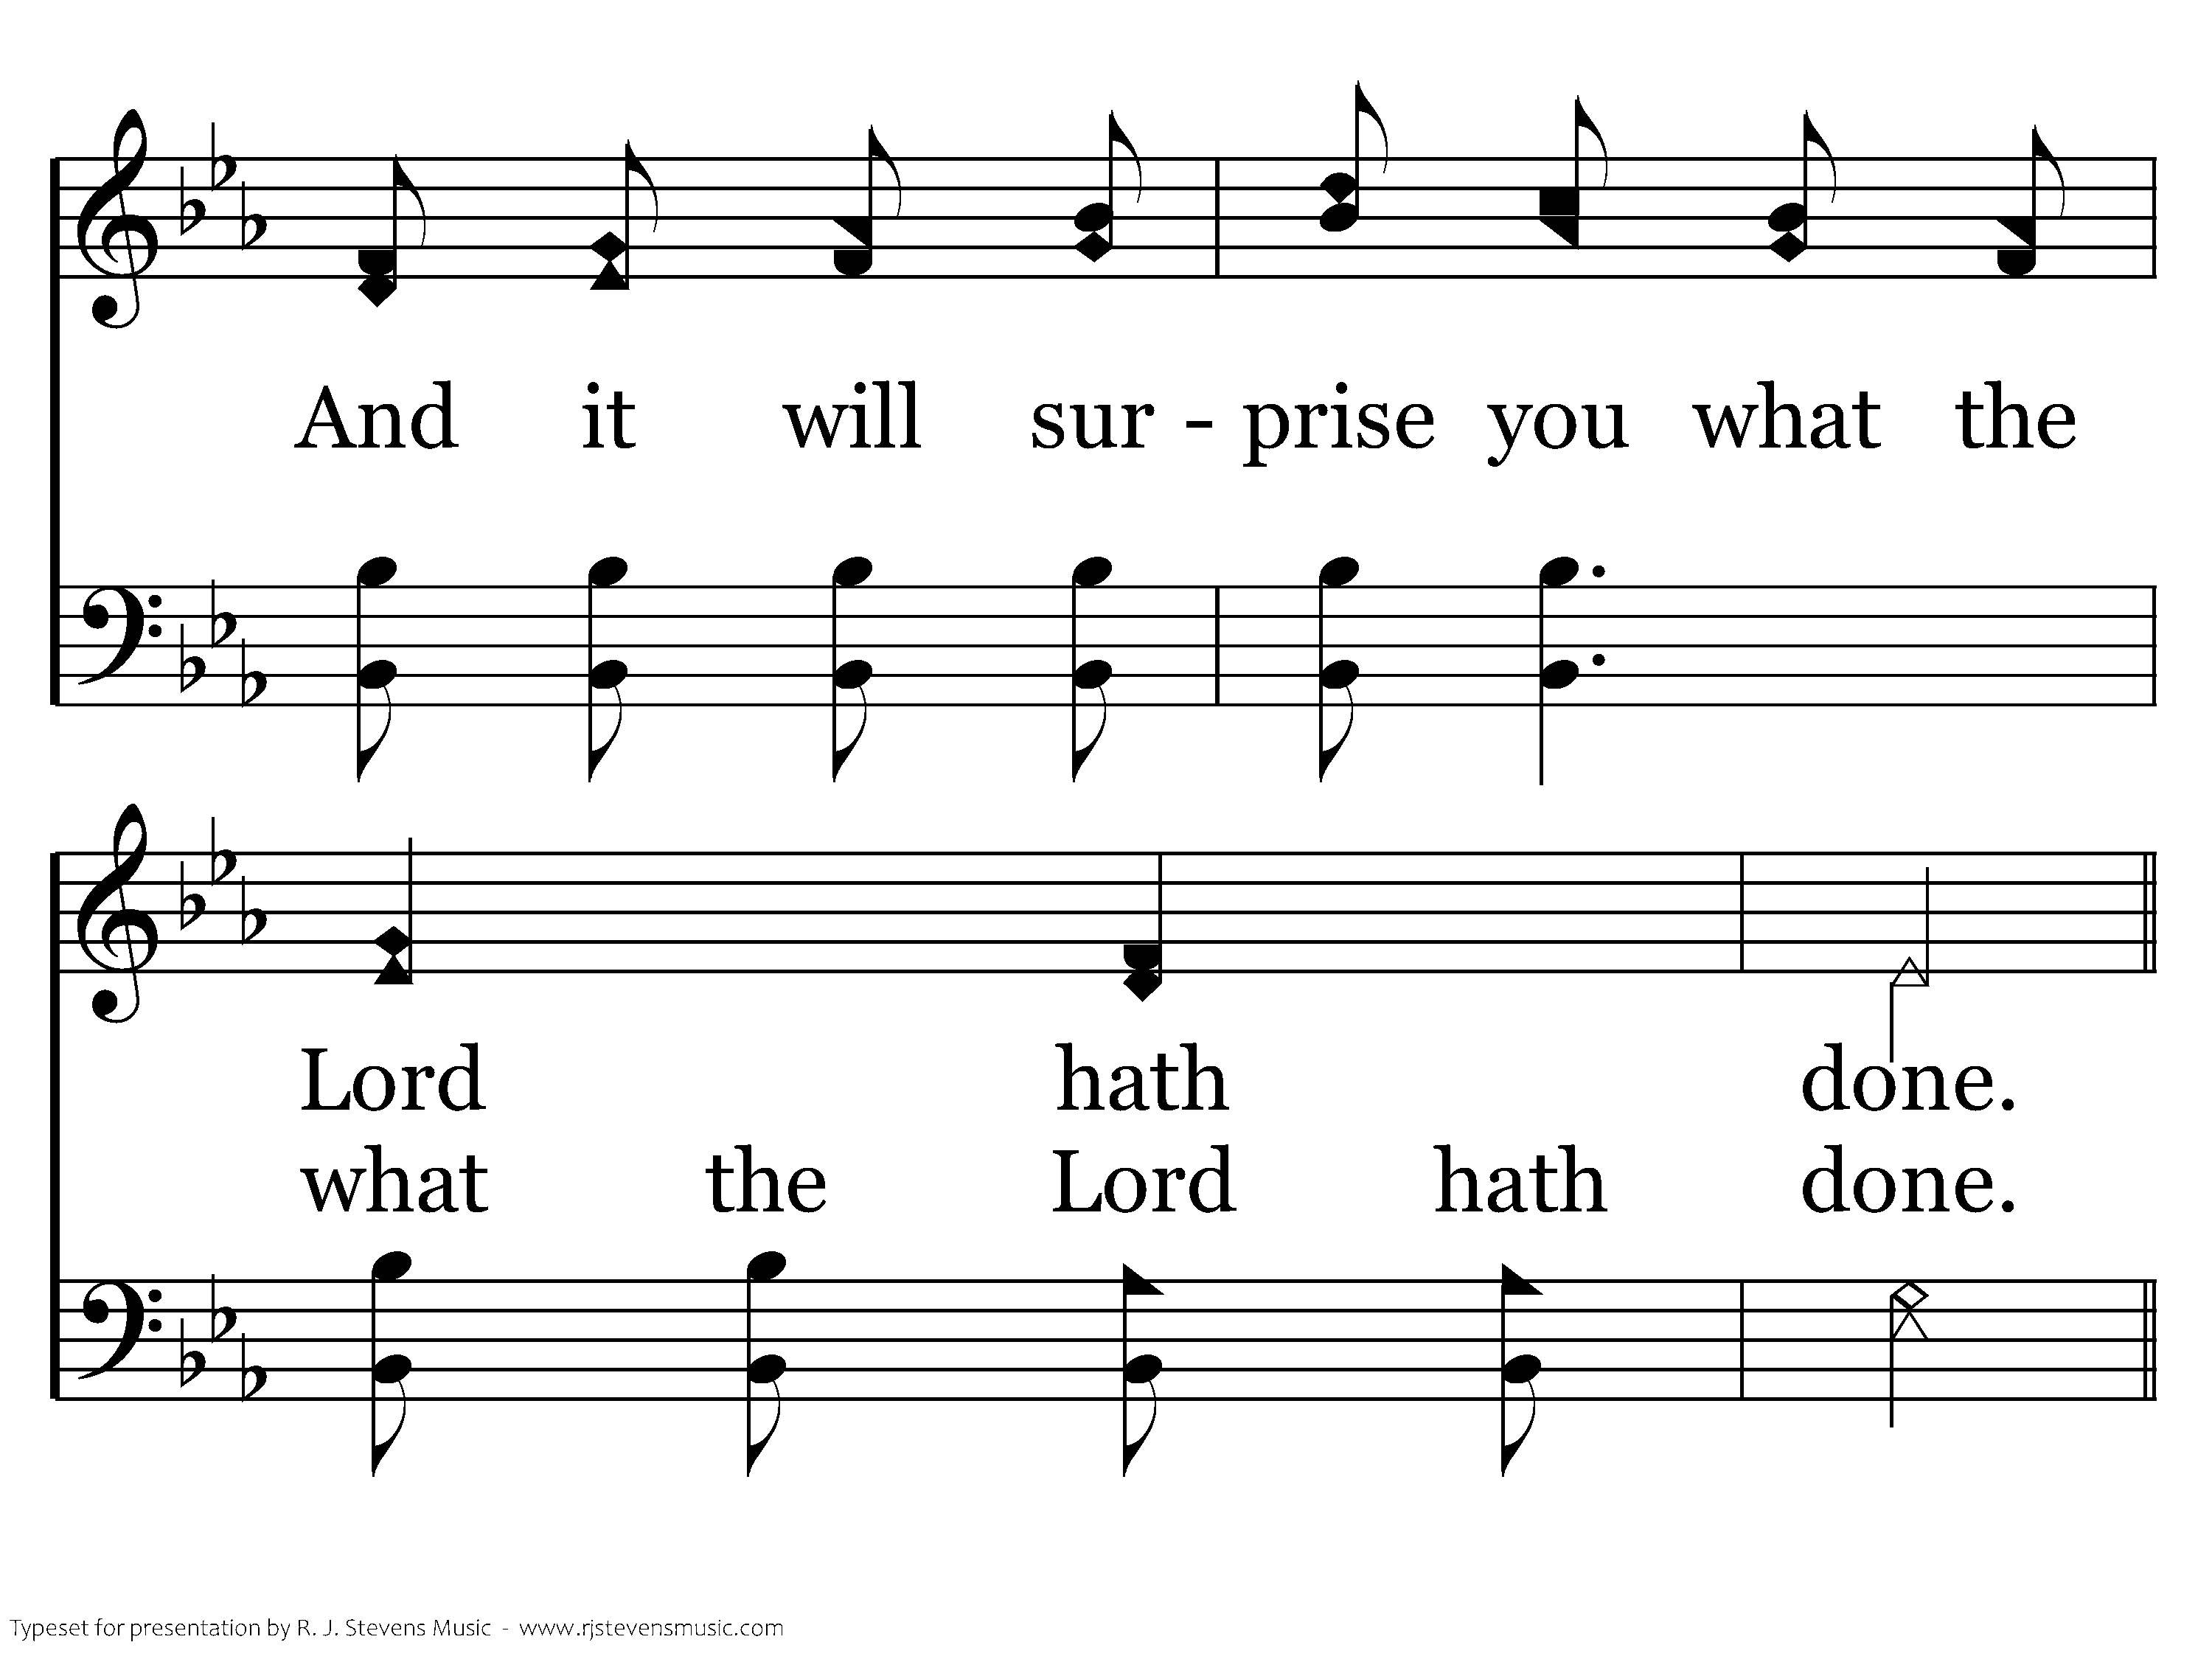 And it will sur - prise you what the
Lord hath done.
what the Lord hath done.
Typeset for presentation by R. J. Stevens Music - www.rjstevensmusic.com